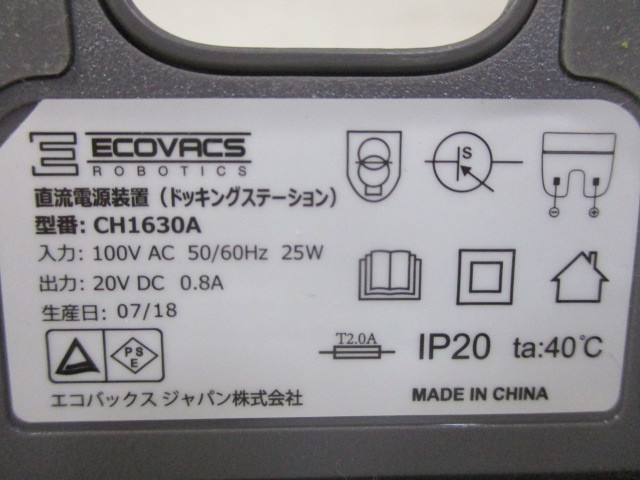 ECOVACS
ROBOTICS
直流電源装置（ドッキングステーション）
型番: CH1630A
入力: 100V AC 50/60Hz 25W
出力: 20V DC 0.8A
生産日: 07/18
PS
E
エコバックス ジャパン株式会社
S
T2.0A
IP20 ta:40℃
MADE IN CHINA